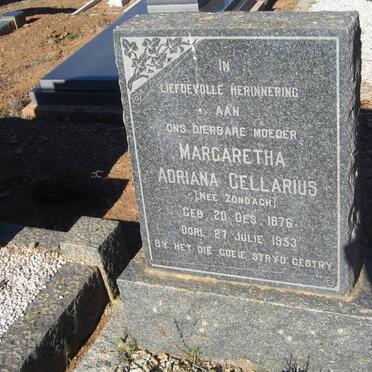 IN
LIEFDEVOLLE HERINNERING
AAN
ONS DIERBARE MOEDER
MARGARETHA
ADRIANA CELLARIUS
(NEE ZONDAGH)
GEB. 20 DES. 1876
OORL. 27 JULIE 1953
SY HET DIE GOEIE STRYD GESTRY